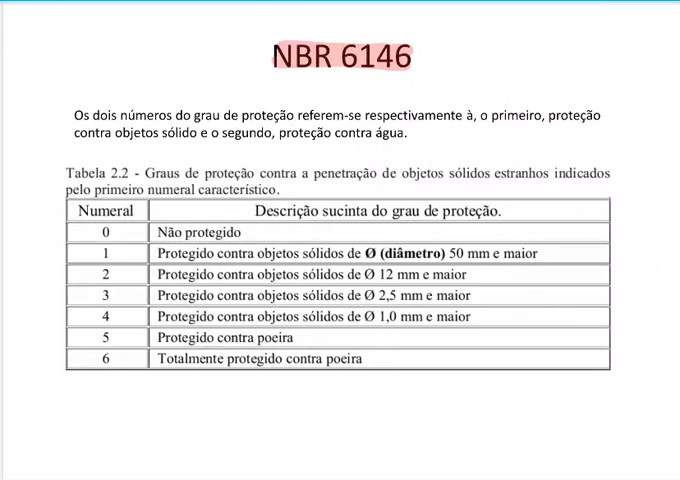 NBR 6146
Os dois números do grau de proteção referem-se respectivamente à, o primeiro, proteção
contra objetos sólido e o segundo, proteção contra água.
Tabela 2.2 - Graus de proteção contra a penetração de objetos sólidos estranhos indicados
pelo primeiro numeral característico.
Numeral Descrição sucinta do grau de proteção.
0 Não protegido
1 Protegido contra objetos sólidos de Ø (diâmetro) 50 mm e maior
2 Protegido contra objetos sólidos de Ø 12 mm e maior
3 Protegido contra objetos sólidos de Ø 2,5 mm e maior
4 Protegido contra objetos sólidos de Ø 1,0 mm e maior
5 Protegido contra poeira
6 Totalmente protegido contra poeira